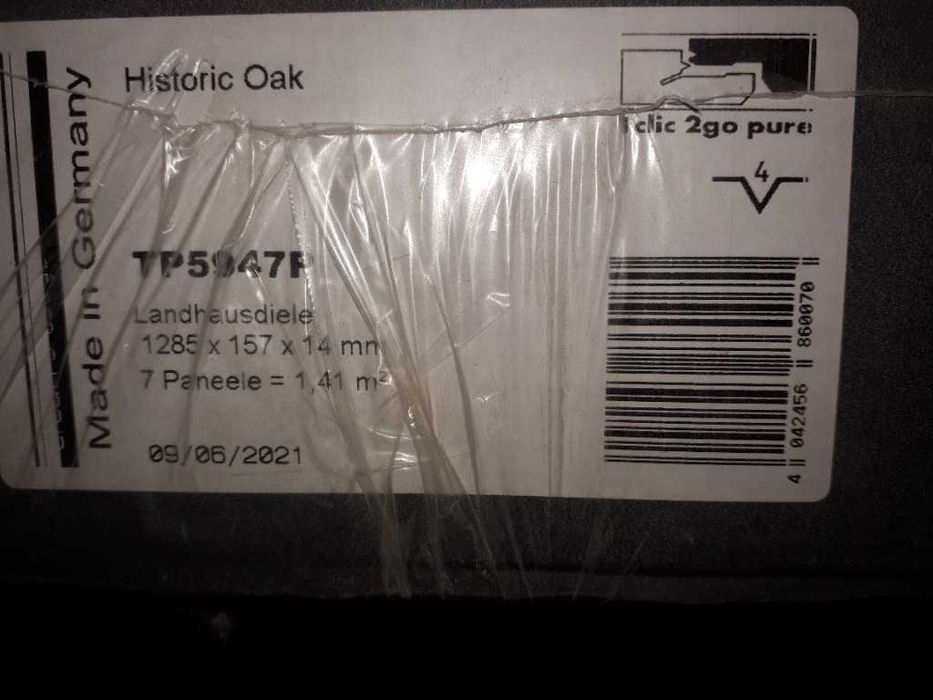 Historic Oak
1clic 2go pure
4
TP5947P
Landhausdiele
1285 x 157 x 14 mm
7 Paneele = 1,41 m²
09/06/2021
Made in Germany
4 042456 860070